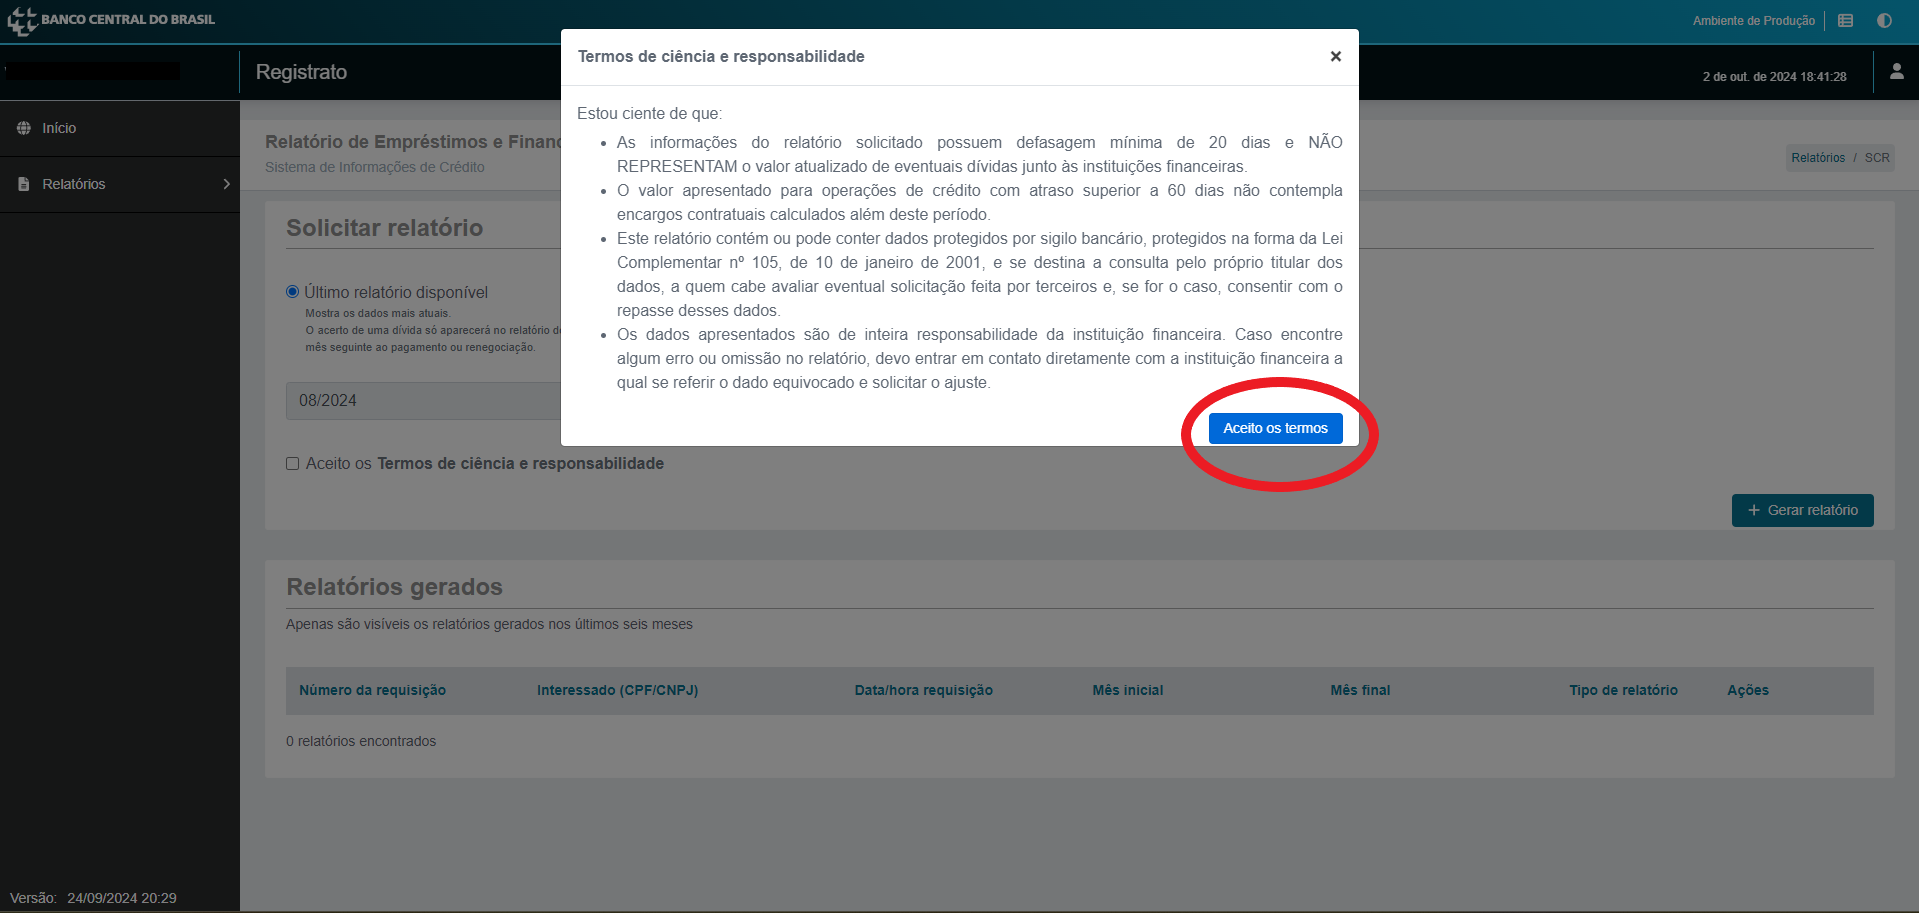 BANCO CENTRAL DO BRASIL
Ambiente de Produção
Registrato
2 de out. de 2024 18:41:28
Início
Relatórios
Relatório de Empréstimos e Financ
Sistema de Informações de Crédito
Relatórios / SCR
Solicitar relatório
Último relatório disponível
Mostra os dados mais atuais.
O acerto de uma dívida só aparecerá no relatório do
mês seguinte ao pagamento ou renegociação.
08/2024
Aceito os Termos de ciência e responsabilidade
+ Gerar relatório
Relatórios gerados
Apenas são visíveis os relatórios gerados nos últimos seis meses
Número da requisição Interessado (CPF/CNPJ) Data/hora requisição Mês inicial Mês final Tipo de relatório Ações
0 relatórios encontrados
Versão: 24/09/2024 20:29
Termos de ciência e responsabilidade ×
Estou ciente de que:
• As informações do relatório solicitado possuem defasagem mínima de 20 dias e NÃO
REPRESENTAM o valor atualizado de eventuais dívidas junto às instituições financeiras.
• O valor apresentado para operações de crédito com atraso superior a 60 dias não contempla
encargos contratuais calculados além deste período.
• Este relatório contém ou pode conter dados protegidos por sigilo bancário, protegidos na forma da Lei
Complementar nº 105, de 10 de janeiro de 2001, e se destina a consulta pelo próprio titular dos
dados, a quem cabe avaliar eventual solicitação feita por terceiros e, se for o caso, consentir com o
repasse desses dados.
• Os dados apresentados são de inteira responsabilidade da instituição financeira. Caso encontre
algum erro ou omissão no relatório, devo entrar em contato diretamente com a instituição financeira a
qual se referir o dado equivocado e solicitar o ajuste.
Aceito os termos